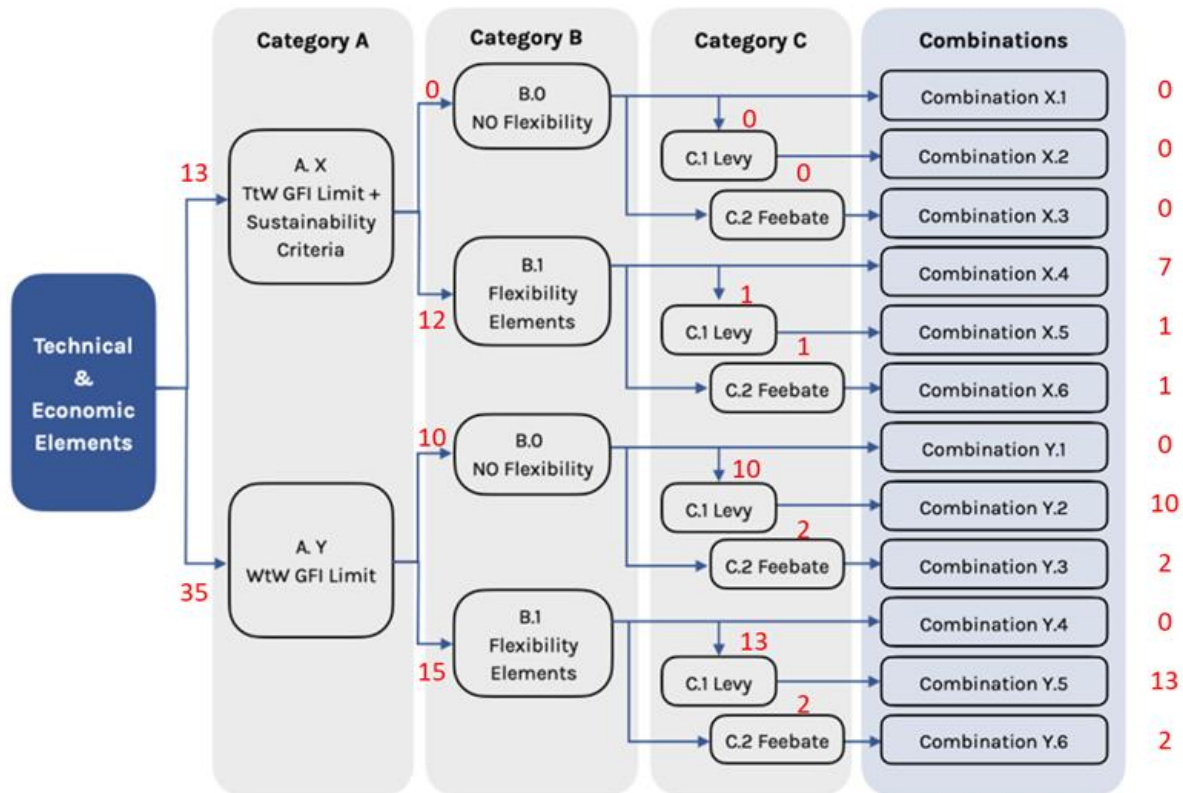 Category A
Category B
Category C
Combinations
Technical
&
Economic
Elements
13
A. X
TtW GFI Limit +
Sustainability
Criteria
35
A. Y
WtW GFI Limit
0
B.0
NO Flexibility
12
B.1
Flexibility
Elements
10
B.0
NO Flexibility
15
B.1
Flexibility
Elements
0
C.1 Levy
0
C.2 Feebate
1
C.1 Levy
1
C.2 Feebate
10
C.1 Levy
2
C.2 Feebate
13
C.1 Levy
2
C.2 Feebate
Combination X.1 0
Combination X.2 0
Combination X.3 0
Combination X.4 7
Combination X.5 1
Combination X.6 1
Combination Y.1 0
Combination Y.2 10
Combination Y.3 2
Combination Y.4 0
Combination Y.5 13
Combination Y.6 2